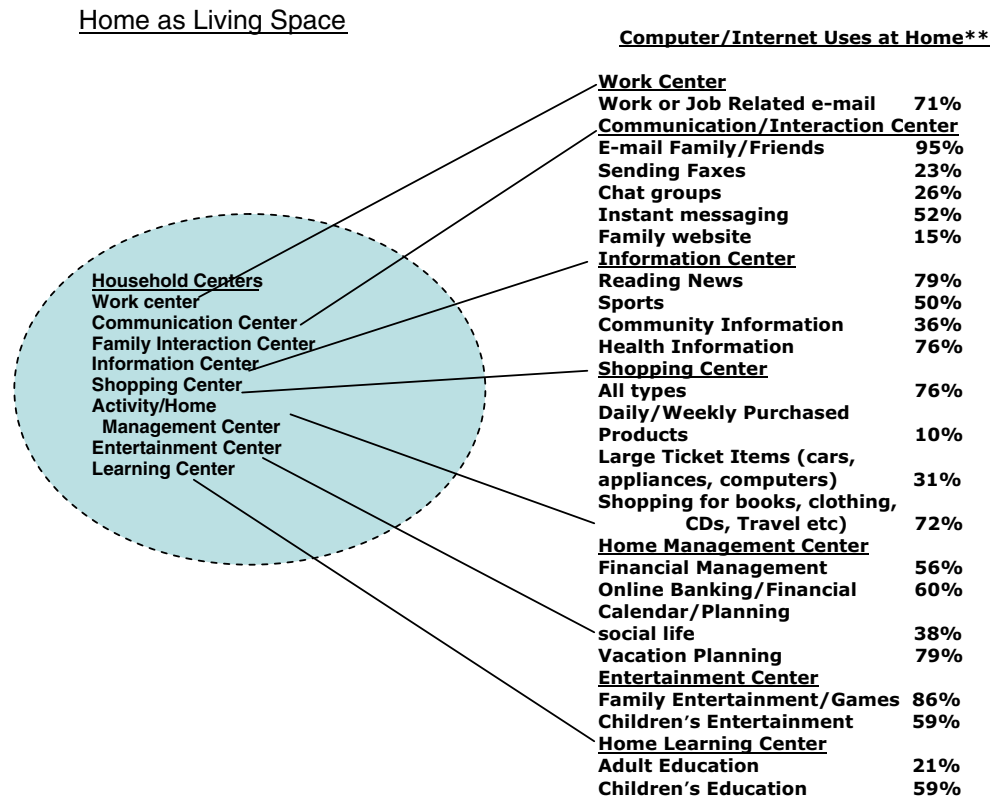 Home as Living Space
Household Centers
Work center
Communication Center
Family Interaction Center
Information Center
Shopping Center
Activity/Home
Management Center
Entertainment Center
Learning Center
Computer/Internet Uses at Home**
Work Center
Work or Job Related e-mail 71%
Communication/Interaction Center
E-mail Family/Friends 95%
Sending Faxes 23%
Chat groups 26%
Instant messaging 52%
Family website 15%
Information Center
Reading News 79%
Sports 50%
Community Information 36%
Health Information 76%
Shopping Center
All types 76%
Daily/Weekly Purchased
Products 10%
Large Ticket Items (cars,
appliances, computers) 31%
Shopping for books, clothing,
CDs, Travel etc) 72%
Home Management Center
Financial Management 56%
Online Banking/Financial 60%
Calendar/Planning
social life 38%
Vacation Planning 79%
Entertainment Center
Family Entertainment/Games 86%
Children’s Entertainment 59%
Home Learning Center
Adult Education 21%
Children’s Education 59%